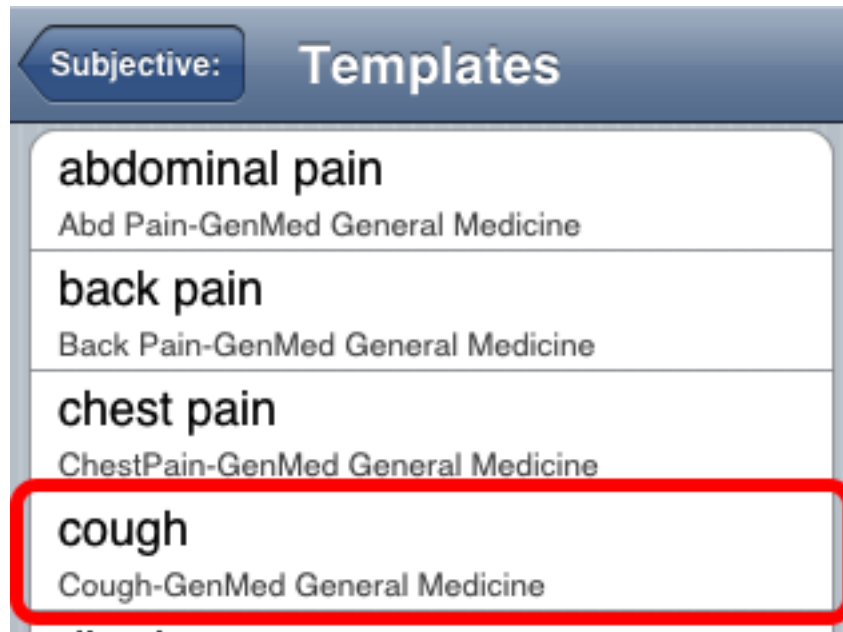 Subjective:
Templates
abdominal pain
Abd Pain-GenMed General Medicine
back pain
Back Pain-GenMed General Medicine
chest pain
ChestPain-GenMed General Medicine
cough
Cough-GenMed General Medicine